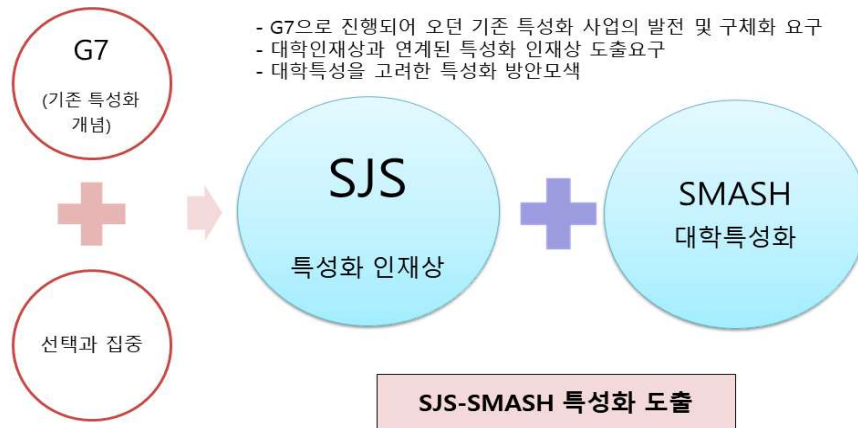 - G7으로 진행되어 오던 기존 특성화 사업의 발전 및 구체화 요구
- 대학인재상과 연계된 특성화 인재상 도출요구
- 대학특성을 고려한 특성화 방안모색
G7
(기존 특성화
개념)
선택과 집중
SJS
특성화 인재상
SMASH
대학특성화
SJS-SMASH 특성화 도출